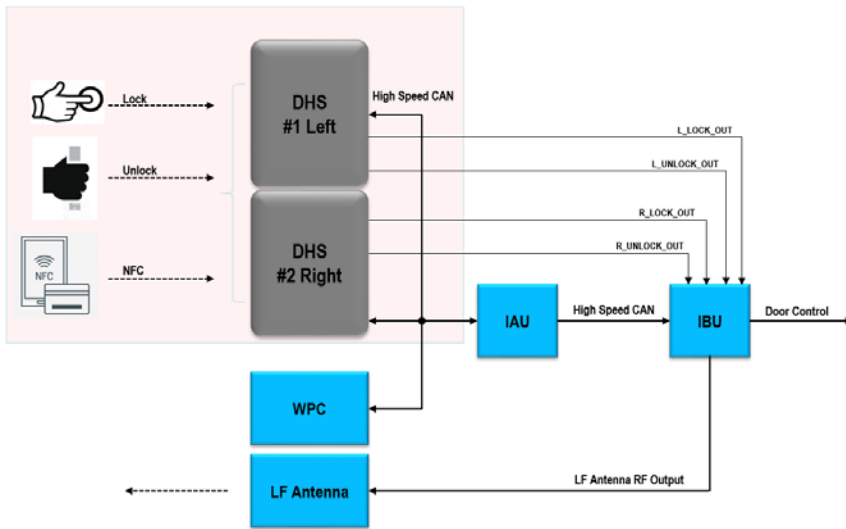 Lock
Unlock
NFC
NFC
DHS
#1 Left
DHS
#2 Right
High Speed CAN
L_LOCK_OUT
L_UNLOCK_OUT
R_LOCK_OUT
R_UNLOCK_OUT
IAU
High Speed CAN
IBU
Door Control
WPC
LF Antenna
LF Antenna RF Output